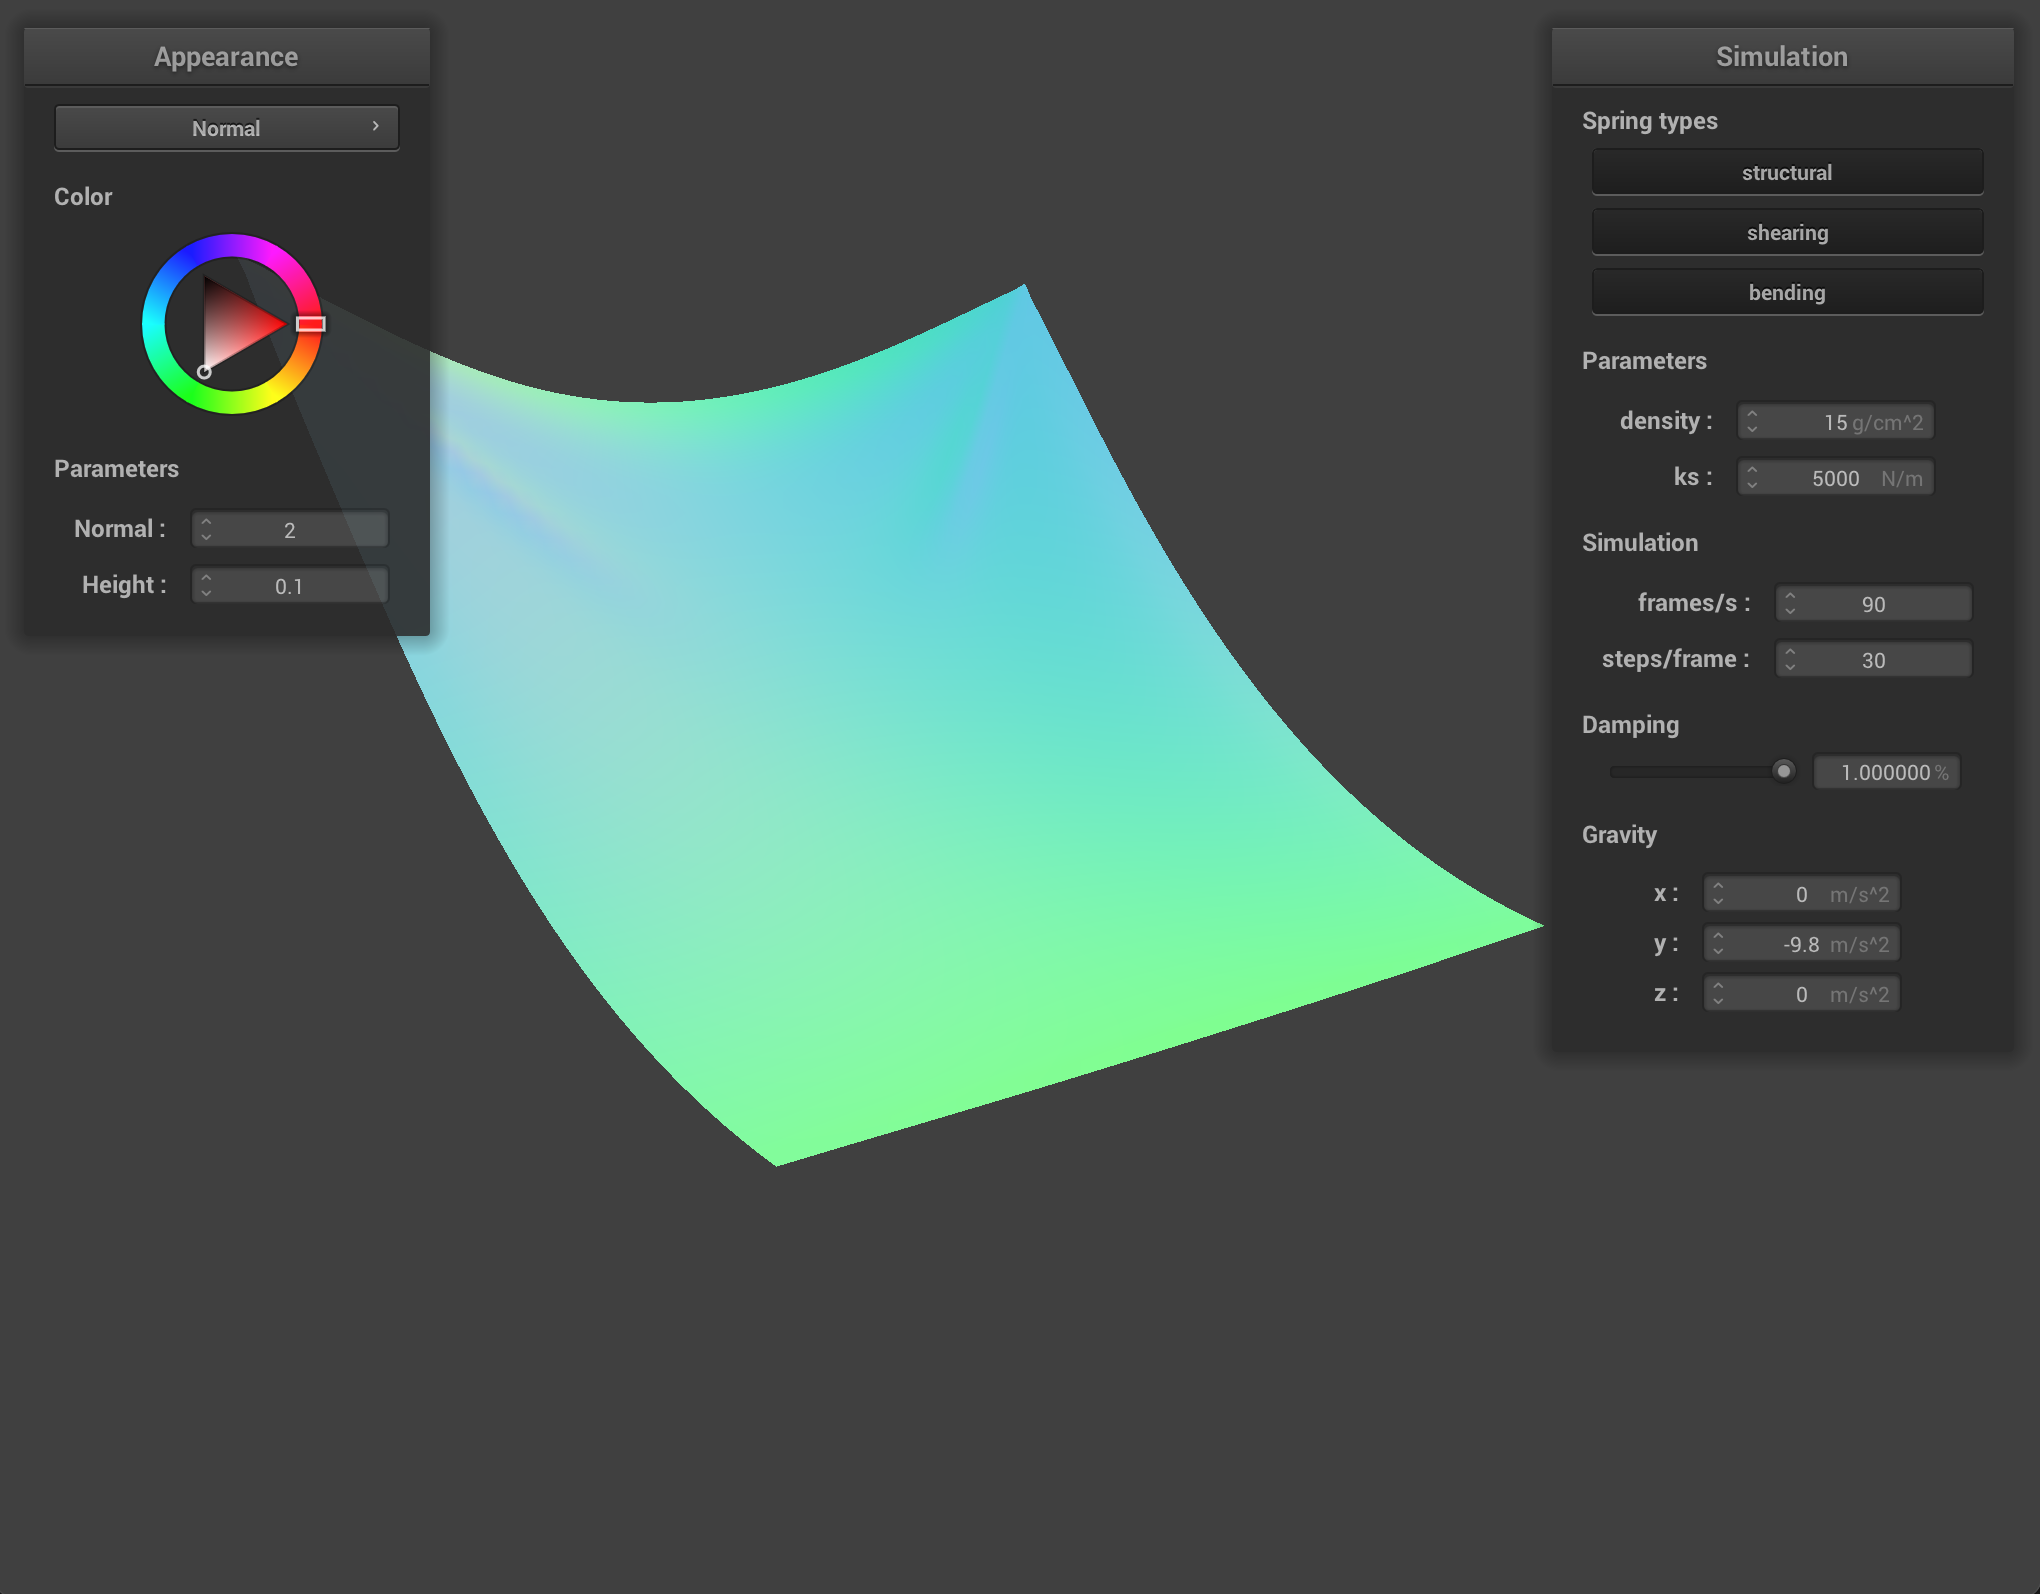 Appearance
Normal
Color
Parameters
Normal : 2
Height : 0.1
Simulation
Spring types
structural
shearing
bending
Parameters
density : 15 g/cm^2
ks : 5000 N/m
Simulation
frames/s : 90
steps/frame : 30
Damping
1.000000 %
Gravity
x : 0 m/s^2
y : -9.8 m/s^2
z : 0 m/s^2